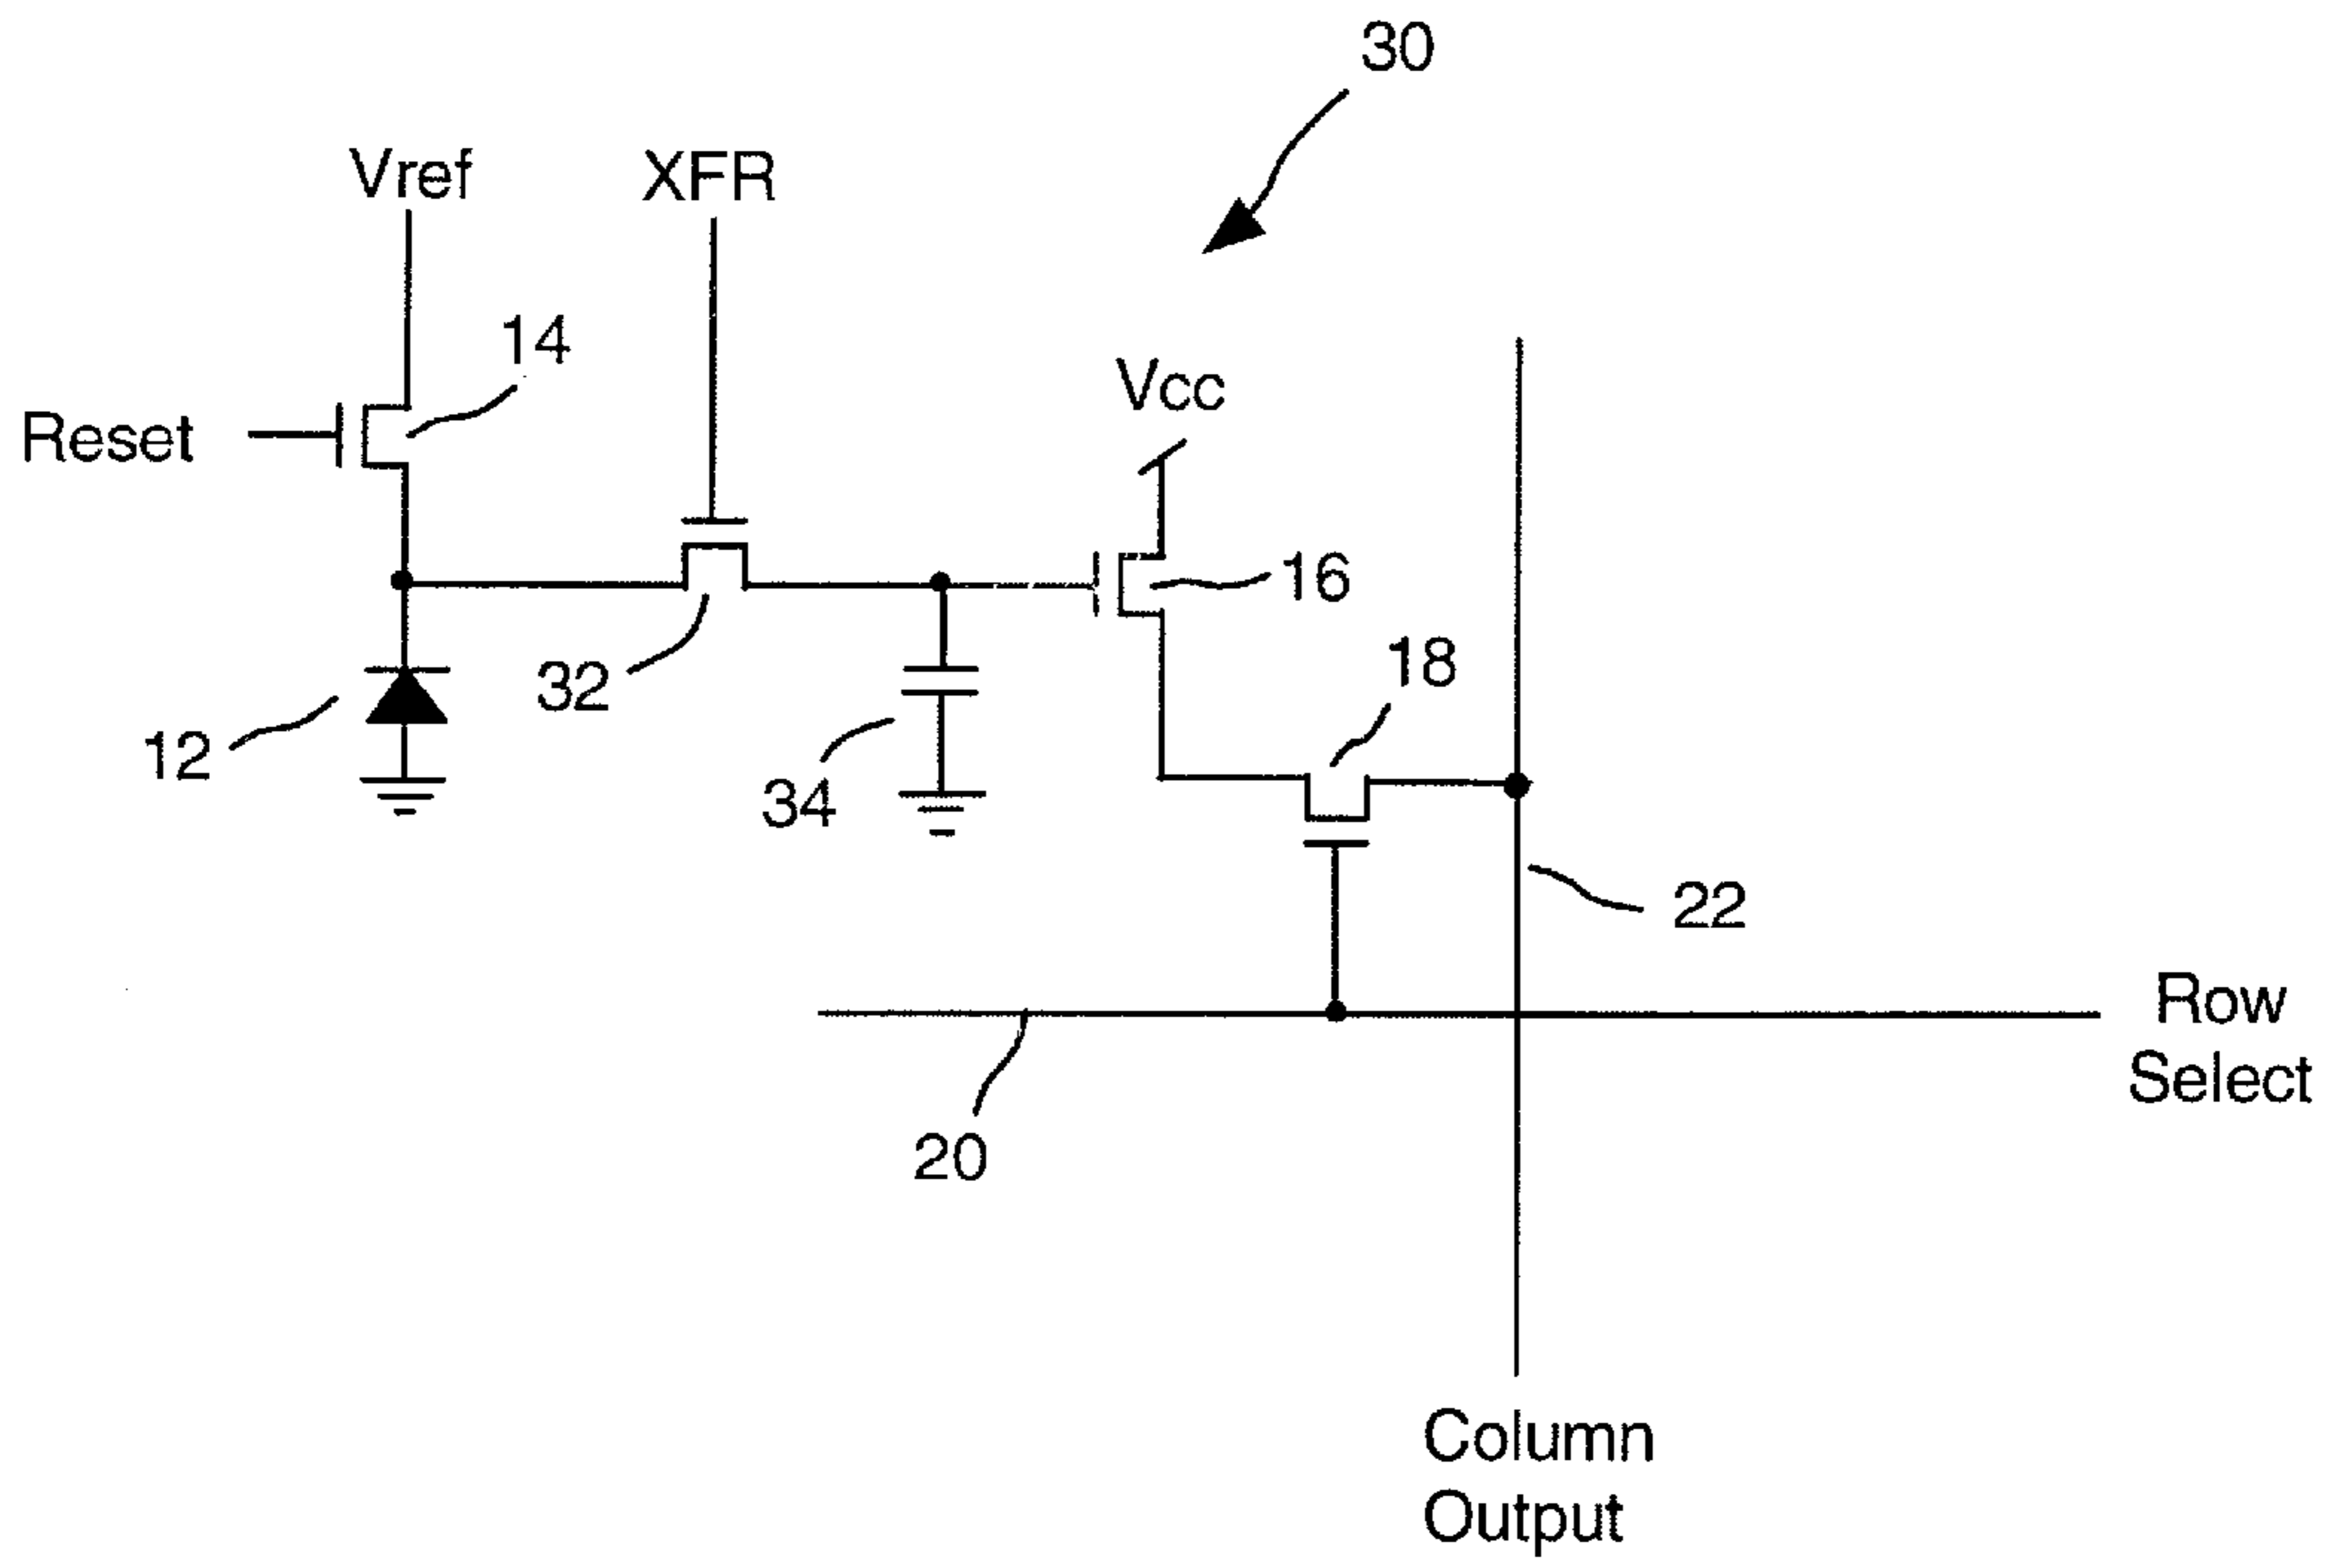 30
Vref
XFR
14
Reset
Vcc
16
32
18
12
34
22
Row
Select
20
Column
Output